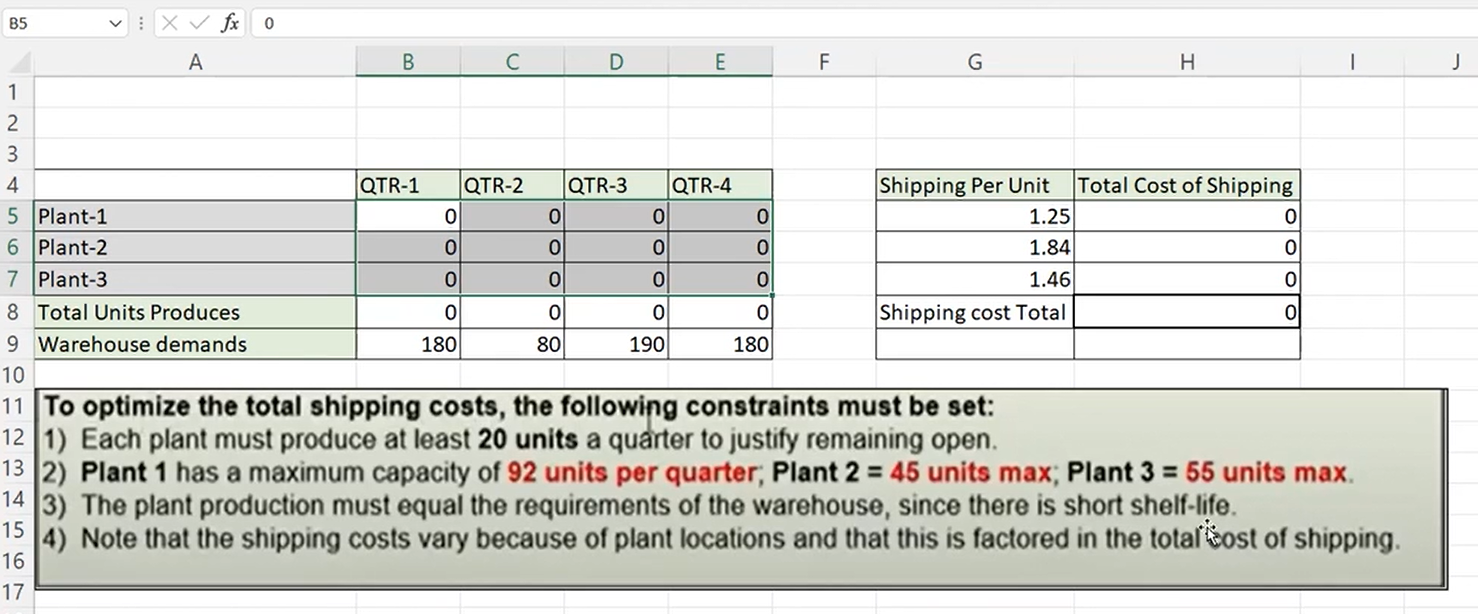 B5 fx 0
A B C D E F G H I J
1
2
3
4 QTR-1 QTR-2 QTR-3 QTR-4 Shipping Per Unit Total Cost of Shipping
5 Plant-1 0 0 0 0 1.25 0
6 Plant-2 0 0 0 0 1.84 0
7 Plant-3 0 0 0 0 1.46 0
8 Total Units Produces 0 0 0 0 Shipping cost Total 0
9 Warehouse demands 180 80 190 180
10
11 To optimize the total shipping costs, the following constraints must be set:
12 1) Each plant must produce at least 20 units a quarter to justify remaining open.
13 2) Plant 1 has a maximum capacity of 92 units per quarter; Plant 2 = 45 units max; Plant 3 = 55 units max.
14 3) The plant production must equal the requirements of the warehouse, since there is short shelf-life.
15 4) Note that the shipping costs vary because of plant locations and that this is factored in the total cost of shipping.
16
17